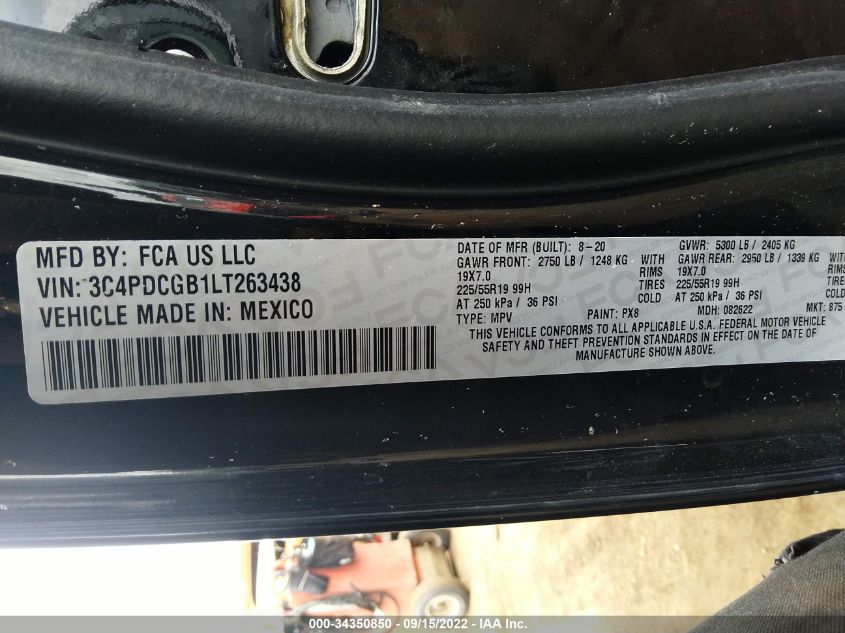 MFD BY: FCA US LLC
VIN: 3C4PDCGB1LT263438
VEHICLE MADE IN: MEXICO
DATE OF MFR (BUILT): 8-20 GVWR: 5300 LB / 2405 KG
GAWR FRONT: 2750 LB / 1248 KG WITH GAWR REAR: 2950 LB / 1339 KG
19X7.0 RIMS 19X7.0
225/55R19 99H TIRES 225/55R19 99H
AT 250 kPa / 36 PSI COLD AT 250 kPa / 36 PSI
TYPE: MPV PAINT: PX8 MDH: 082622 MKT: 875
THIS VEHICLE CONFORMS TO ALL APPLICABLE U.S.A. FEDERAL MOTOR VEHICLE
SAFETY AND THEFT PREVENTION STANDARDS IN EFFECT ON THE DATE OF
MANUFACTURE SHOWN ABOVE.
000-34350850 - 09/15/2022 - IAA Inc.